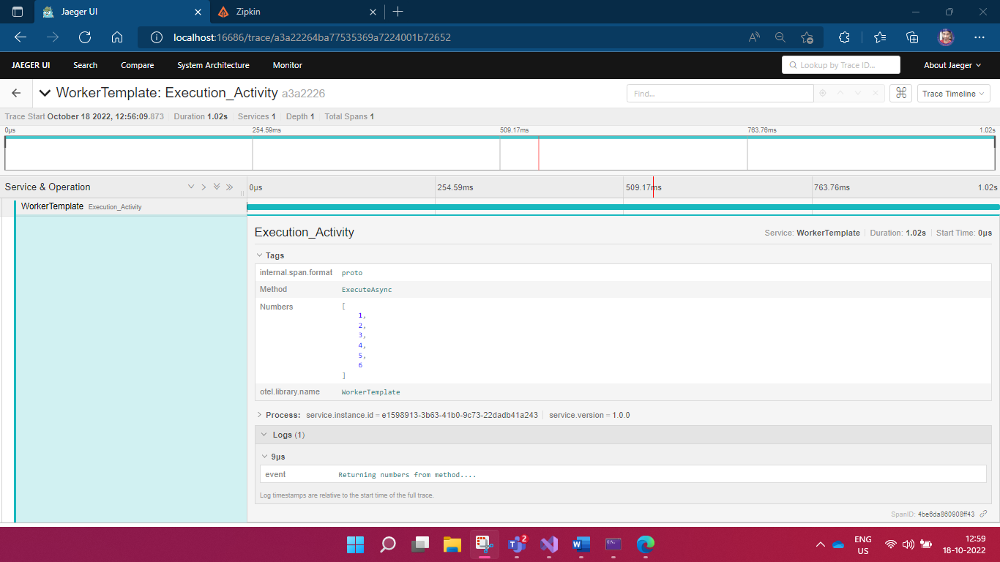 Jaeger UI
Zipkin
localhost:16686/trace/a3a22264ba77535369a7224001b72652
JAEGER UI Search Compare System Architecture Monitor Lookup by Trace ID... About Jaeger
WorkerTemplate: Execution_Activity a3a2226 Find... Trace Timeline
Trace Start October 18 2022, 12:56:09.873 Duration 1.02s Services 1 Depth 1 Total Spans 1
0μs 254.59ms 509.17ms 763.76ms 1.02s
Service & Operation 0μs 254.59ms 509.17ms 763.76ms 1.02s
WorkerTemplate Execution_Activity
Execution_Activity Service: WorkerTemplate Duration: 1.02s Start Time: 0μs
Tags
internal.span.format proto
Method ExecuteAsync
Numbers [
1,
2,
3,
4,
5,
6
]
otel.library.name WorkerTemplate
Process: service.instance.id = e1598913-3b63-41b0-9c73-22dadb41a243 service.version = 1.0.0
Logs (1)
9μs
event Returning numbers from method....
Log timestamps are relative to the start time of the full trace.
SpanID: 4be6da860908ff43
2
ENG
US
12:59
18-10-2022